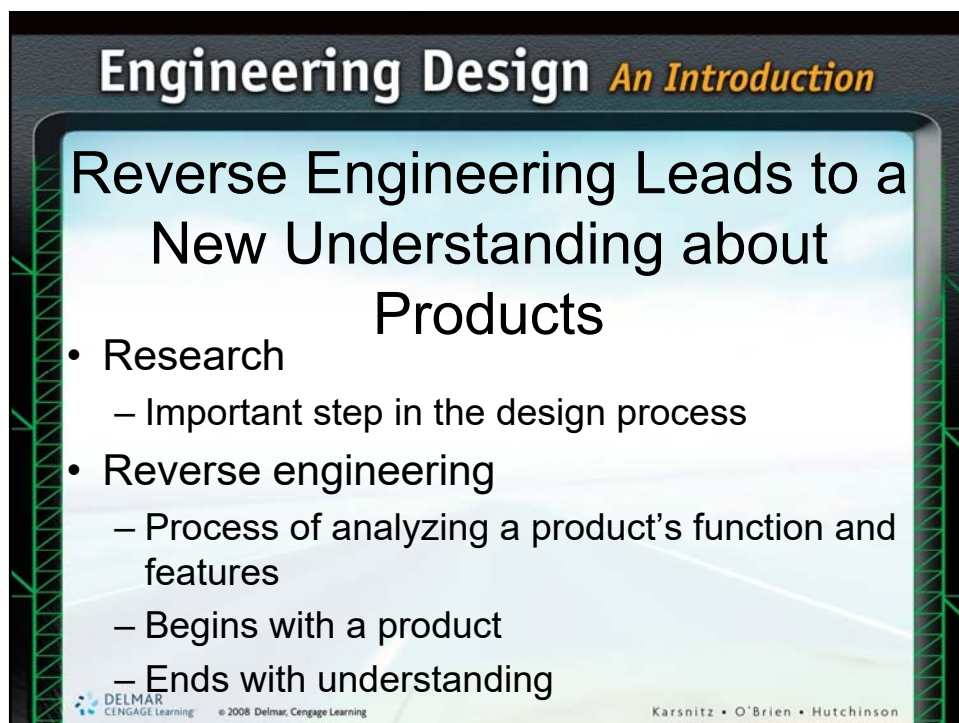 Engineering Design An Introduction
Reverse Engineering Leads to a
New Understanding about
Products
• Research
– Important step in the design process
• Reverse engineering
– Process of analyzing a product's function and
features
– Begins with a product
– Ends with understanding
DELMAR
CENGAGE Learning © 2008 Delmar, Cengage Learning
Karsnitz • O'Brien • Hutchinson